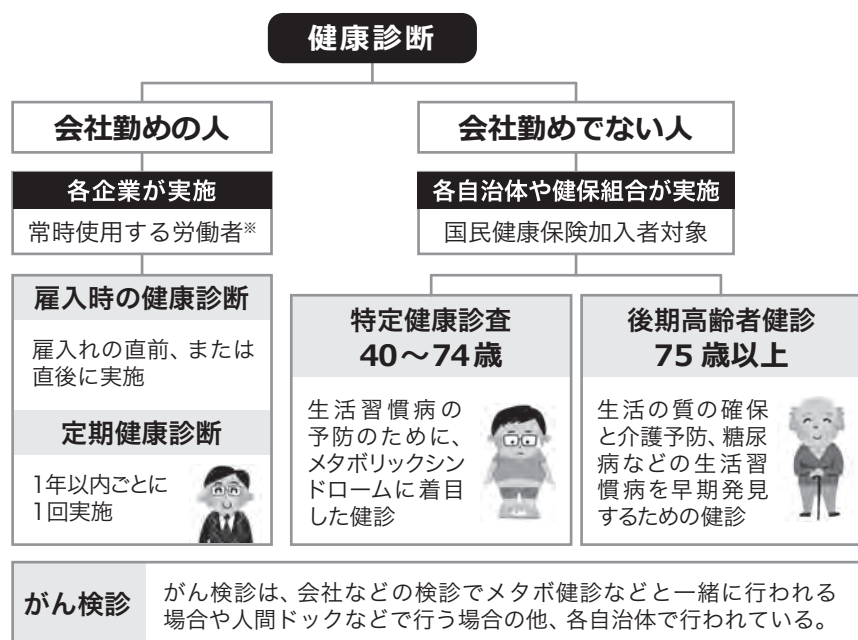 健康診断
会社勤めの人
各企業が実施
常時使用する労働者※
雇入時の健康診断
雇入れの直前、または
直後に実施
定期健康診断
1年以内ごとに
1回実施
会社勤めでない人
各自治体や健保組合が実施
国民健康保険加入者対象
特定健康診査
40〜74歳
生活習慣病の
予防のために、
メタボリックシン
ドロームに着目
した健診
後期高齢者健診
75歳以上
生活の質の確保
と介護予防、糖尿
病などの生活習
慣病を早期発見
するための健診
がん検診
がん検診は、会社などの検診でメタボ健診などと一緒に行われる
場合や人間ドックなどで行う場合の他、各自治体で行われている。